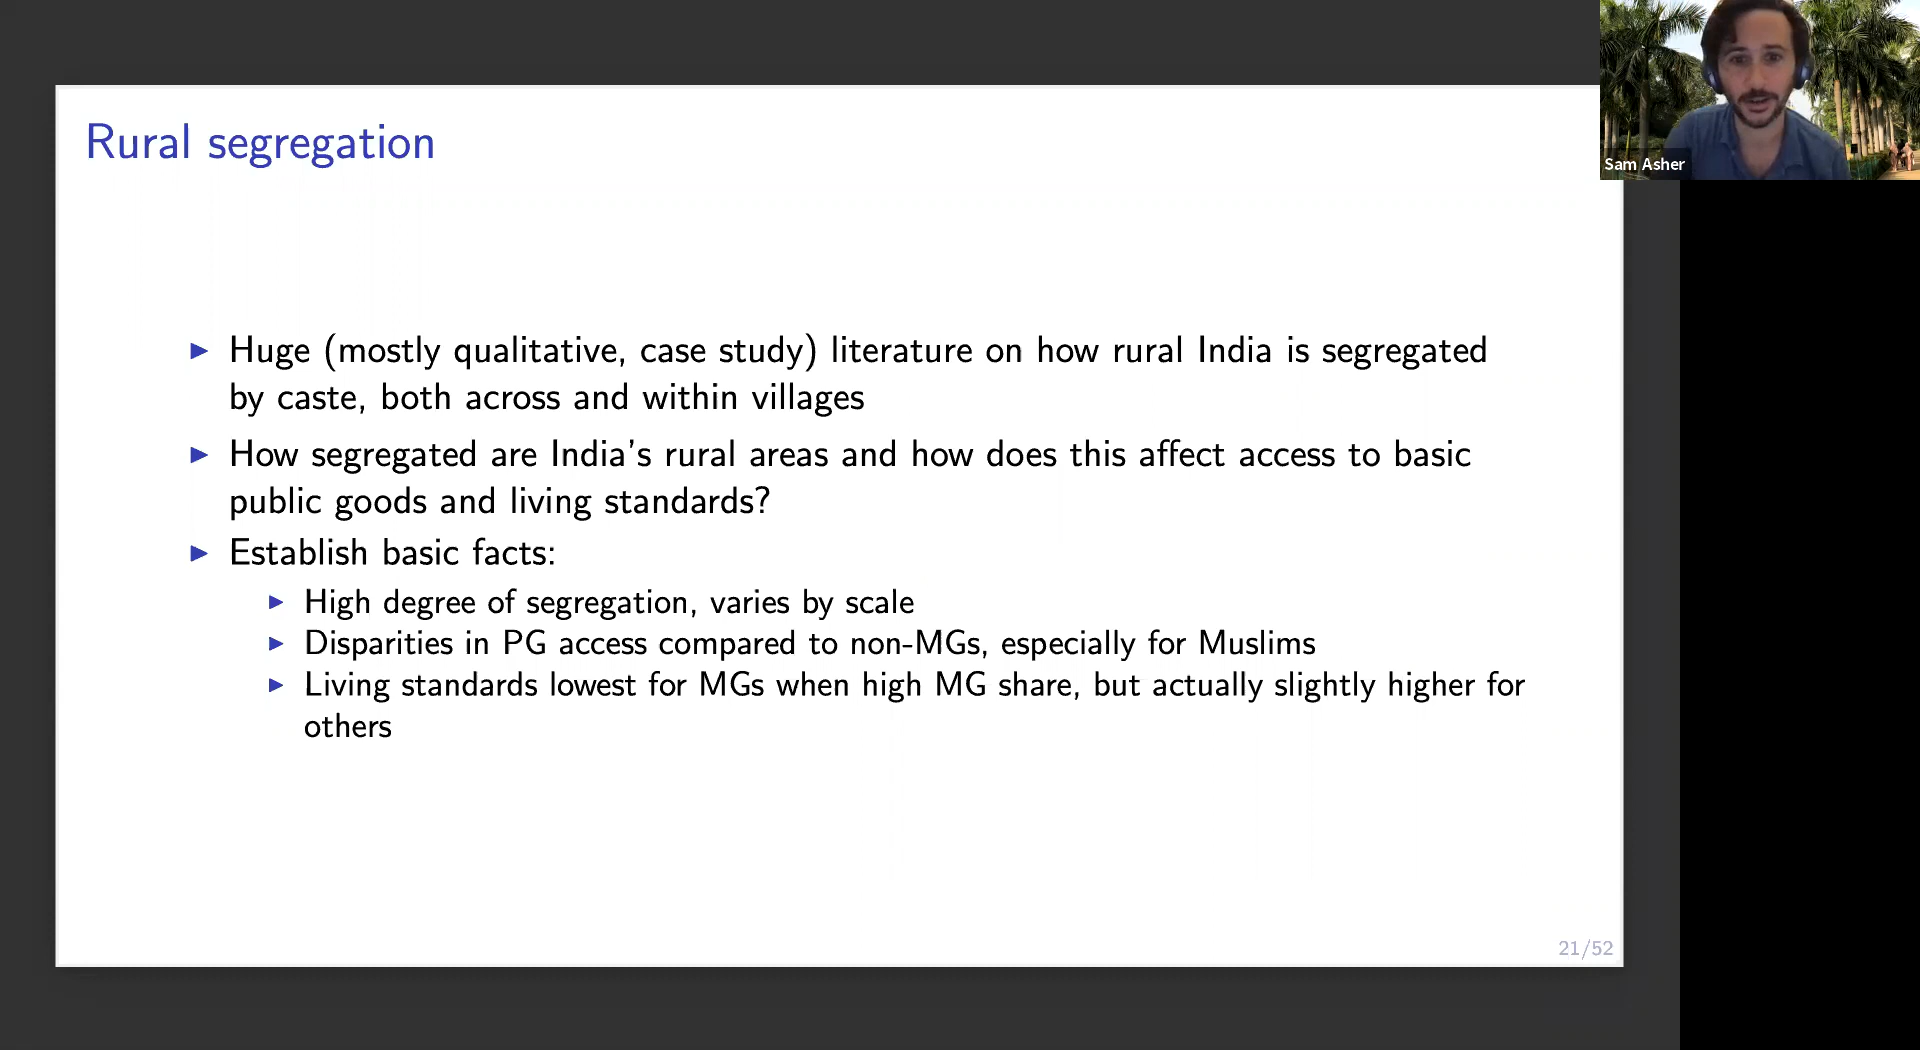 Rural segregation
Sam Asher
▶ Huge (mostly qualitative, case study) literature on how rural India is segregated
by caste, both across and within villages
▶ How segregated are India's rural areas and how does this affect access to basic
public goods and living standards?
▶ Establish basic facts:
▶ High degree of segregation, varies by scale
▶ Disparities in PG access compared to non-MGs, especially for Muslims
▶ Living standards lowest for MGs when high MG share, but actually slightly higher for
others
21/52